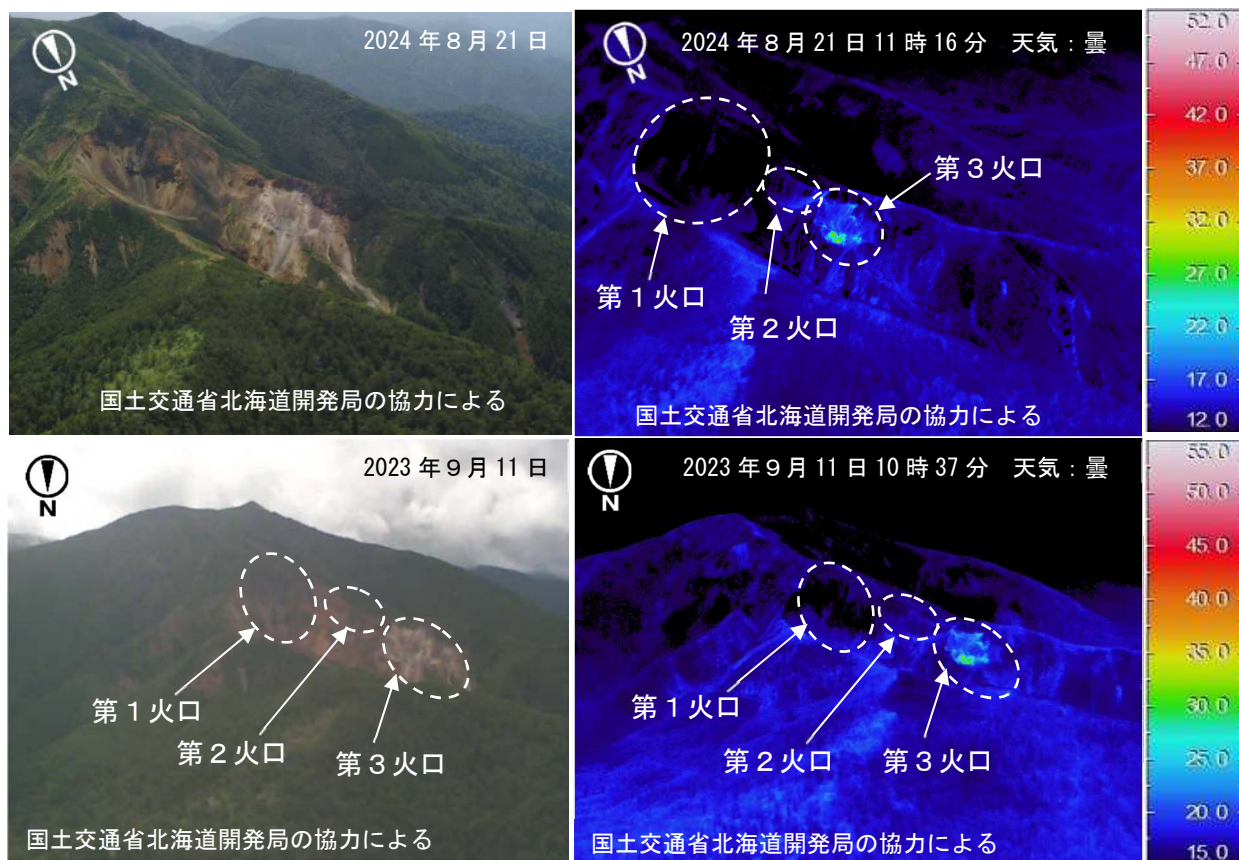 2024年8月21日
N
国土交通省北海道開発局の協力による
2024年8月21日11時16分 天気：曇
N
第3火口
第1火口
第2火口
国土交通省北海道開発局の協力による
52.0
47.0
42.0
37.0
32.0
27.0
22.0
17.0
12.0
2023年9月11日
N
第1火口
第2火口
第3火口
国土交通省北海道開発局の協力による
2023年9月11日10時37分 天気：曇
N
第1火口
第2火口
第3火口
国土交通省北海道開発局の協力による
55.0
50.0
45.0
40.0
35.0
30.0
25.0
20.0
15.0